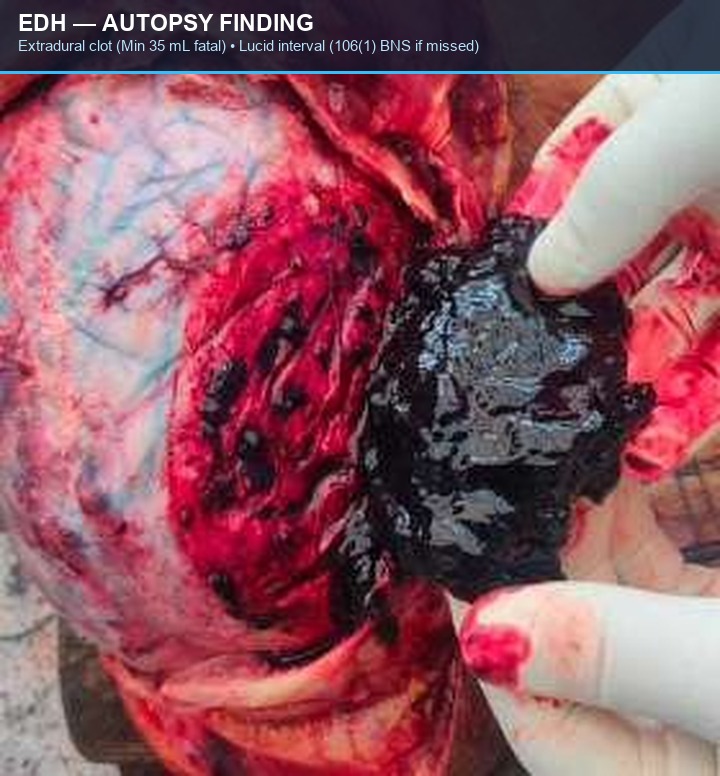 EDH — AUTOPSY FINDING
Extradural clot (Min 35 mL fatal) • Lucid interval (106(1) BNS if missed)